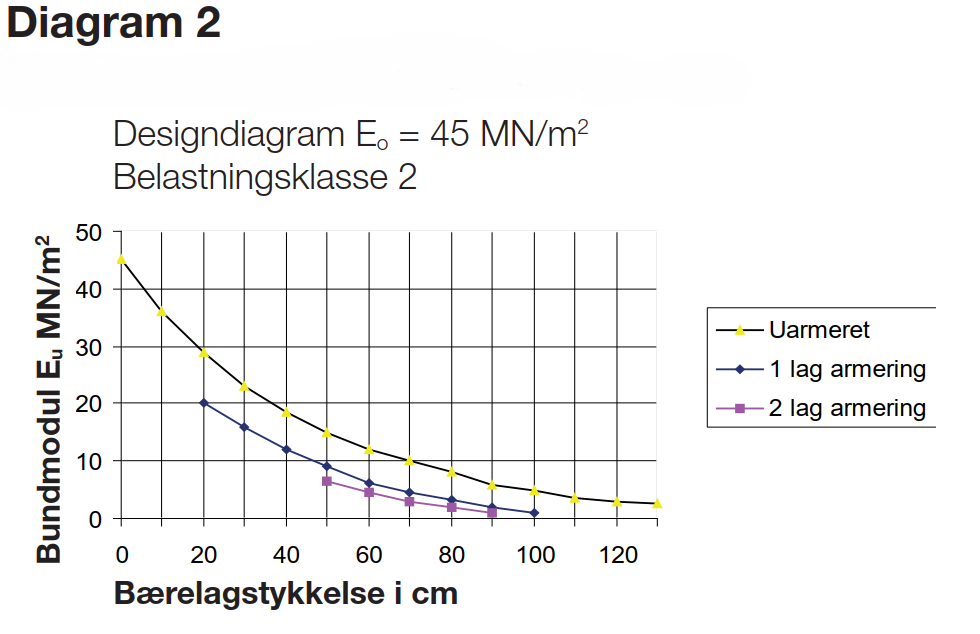 Diagram 2
Designdiagram Eo = 45 MN/m²
Belastningsklasse 2
Bundmodul Eu MN/m²
50
40
30
20
10
0
0 20 40 60 80 100 120
Bærelagstykkelse i cm
Uarmeret
1 lag armering
2 lag armering